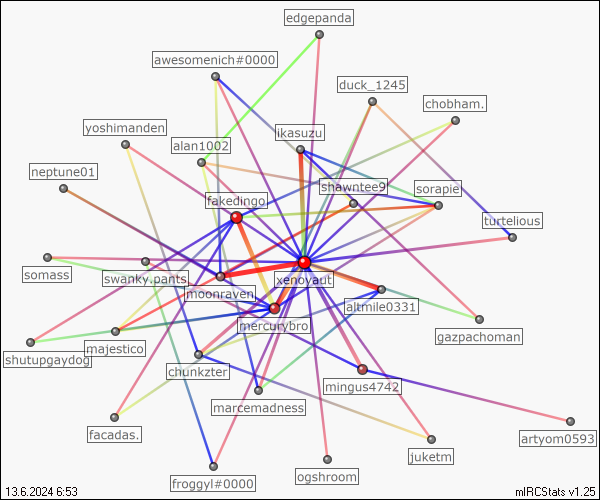 edgepanda
awesomenich#0000
duck_1245
chobham.
yoshimanden
ikasuzu
alan1002
neptune01
shawntee9
sorapie
fakedingo
turtelious
somass
swanky.pants
moonraven
xenoyant
altmile0331
mercurybro
gazpachoman
shutupgaydog
majestico
chunkzter
mingus4742
marcemadness
facadas.
artyom0593
juketm
ogshroom
froggyl#0000
13.6.2024 6:53
mIRCStats v1.25